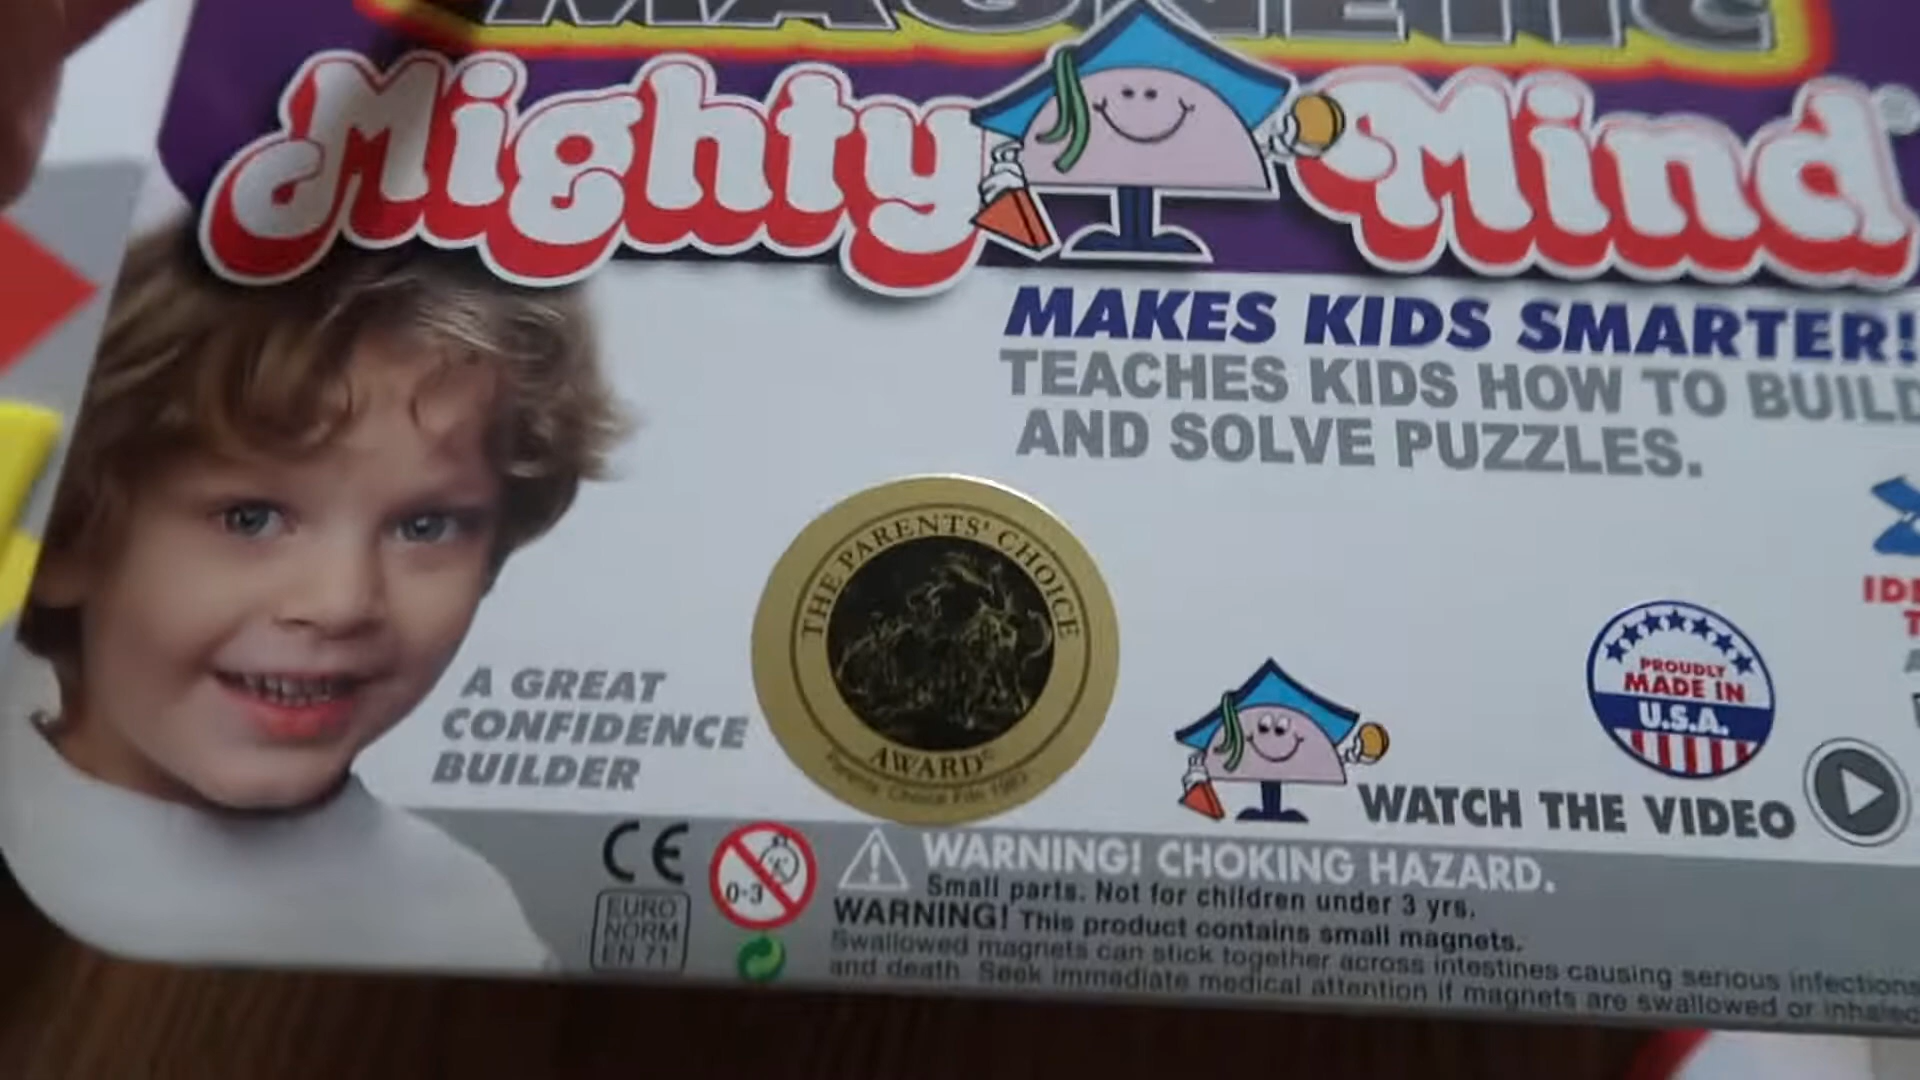 MAGNETIC
Mighty Mind®
MAKES KIDS SMARTER!
TEACHES KIDS HOW TO BUILD
AND SOLVE PUZZLES.
A GREAT
CONFIDENCE
BUILDER
THE PARENTS' CHOICE
AWARD
PROUDLY
MADE IN
U.S.A.
WATCH THE VIDEO
CE
0-3
EURO
NORM
EN 71
WARNING! CHOKING HAZARD.
Small parts. Not for children under 3 yrs.
WARNING! This product contains small magnets.
Swallowed magnets can stick together across intestines causing serious infections
and death. Seek immediate medical attention if magnets are swallowed or inhaled